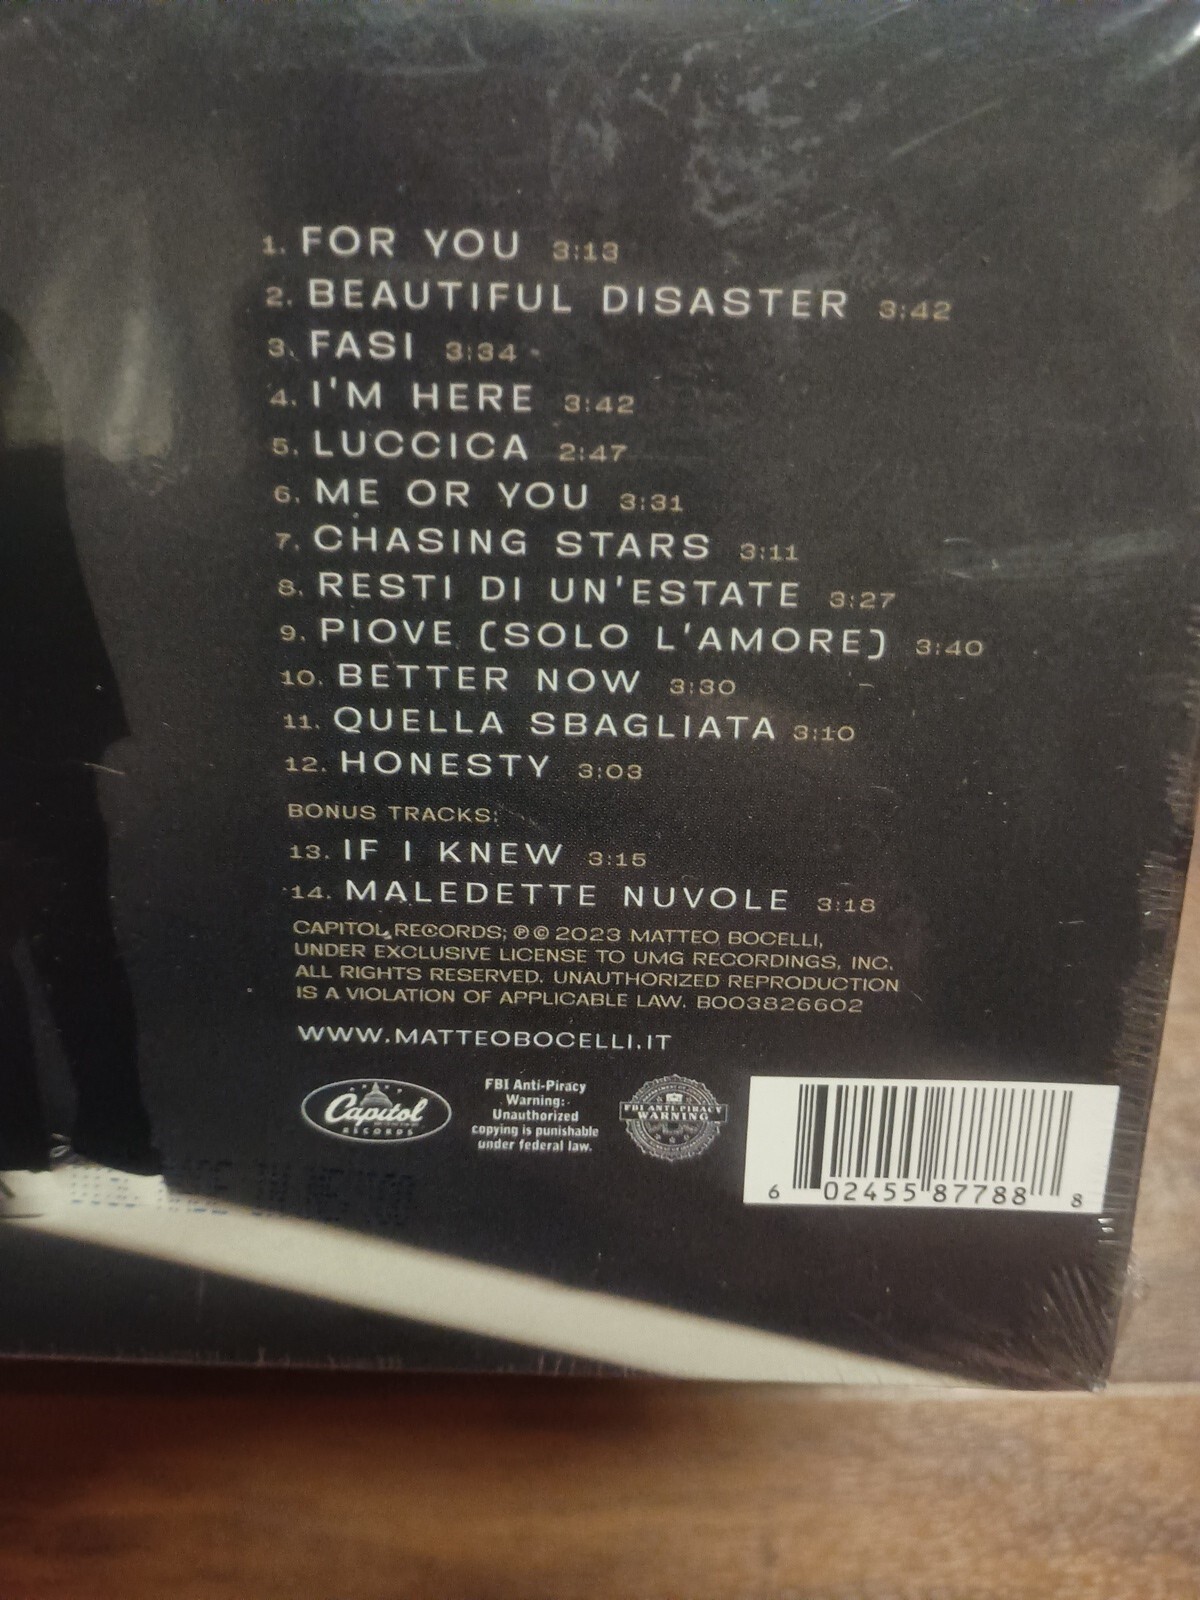 1. FOR YOU 3:13
2. BEAUTIFUL DISASTER 3:42
3. FASI 3:34
4. I'M HERE 3:42
5. LUCCICA 2:47
6. ME OR YOU 3:31
7. CHASING STARS 3:11
8. RESTI DI UN'ESTATE 3:27
9. PIOVE (SOLO L'AMORE) 3:40
10. BETTER NOW 3:30
11. QUELLA SBAGLIATA 3:10
12. HONESTY 3:03
BONUS TRACKS:
13. IF I KNEW 3:15
14. MALEDETTE NUVOLE 3:18
CAPITOL RECORDS; ℗ © 2023 MATTEO BOCELLI,
UNDER EXCLUSIVE LICENSE TO UMG RECORDINGS, INC.
ALL RIGHTS RESERVED. UNAUTHORIZED REPRODUCTION
IS A VIOLATION OF APPLICABLE LAW. B003826602
WWW.MATTEOBOCELLI.IT
Capitol
RECORDS
FBI Anti-Piracy
Warning:
Unauthorized
copying is punishable
under federal law.
FBI ANTI-PIRACY
WARNING
6 02455 87788 8